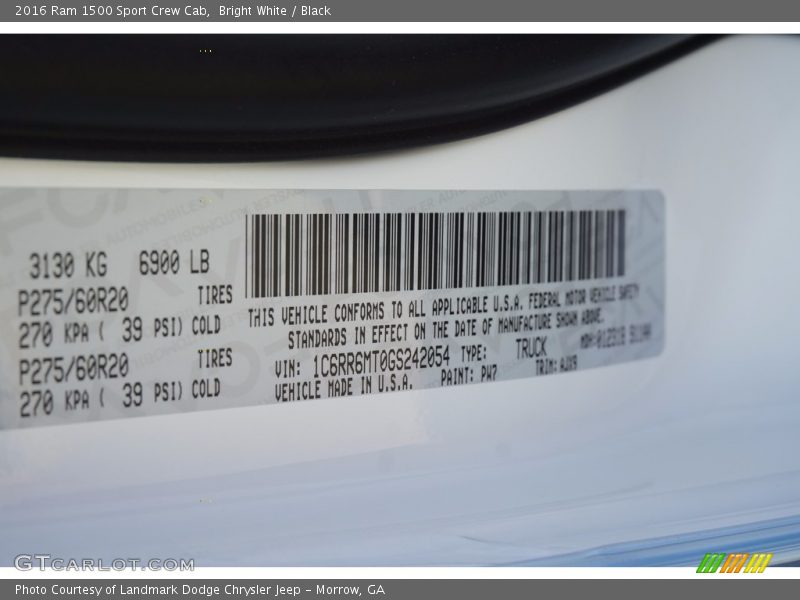 2016 Ram 1500 Sport Crew Cab,  Bright White / Black
3130 KG 6900 LB
P275/60R20 TIRES
270 KPA ( 39 PSI) COLD
P275/60R20 TIRES
270 KPA ( 39 PSI) COLD
THIS VEHICLE CONFORMS TO ALL APPLICABLE U.S.A. FEDERAL MOTOR VEHICLE SAFETY
STANDARDS IN EFFECT ON THE DATE OF MANUFACTURE SHOWN ABOVE.
VIN: 1C6RR6MT0GS242054 TYPE: TRUCK
VEHICLE MADE IN U.S.A. PAINT: PW7 TRIM: AJX9
GTCARLOT.COM
Photo Courtesy of Landmark Dodge Chrysler Jeep – Morrow, GA